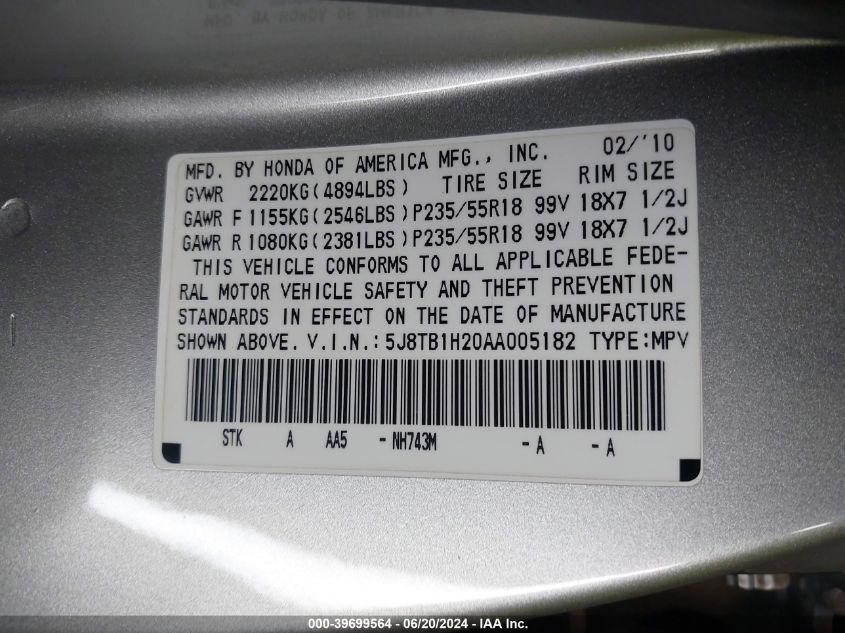 MFD. BY HONDA OF AMERICA MFG., INC. 02/'10
GVWR 2220KG(4894LBS) TIRE SIZE RIM SIZE
GAWR F 1155KG(2546LBS)P235/55R18 99V 18X7 1/2J
GAWR R 1080KG(2381LBS)P235/55R18 99V 18X7 1/2J
THIS VEHICLE CONFORMS TO ALL APPLICABLE FEDE-
RAL MOTOR VEHICLE SAFETY AND THEFT PREVENTION
STANDARDS IN EFFECT ON THE DATE OF MANUFACTURE
SHOWN ABOVE. V.I.N.:5J8TB1H20AA005182 TYPE:MPV
STK A AA5 -NH743M -A -A
000-39699564 - 06/20/2024 - IAA Inc.